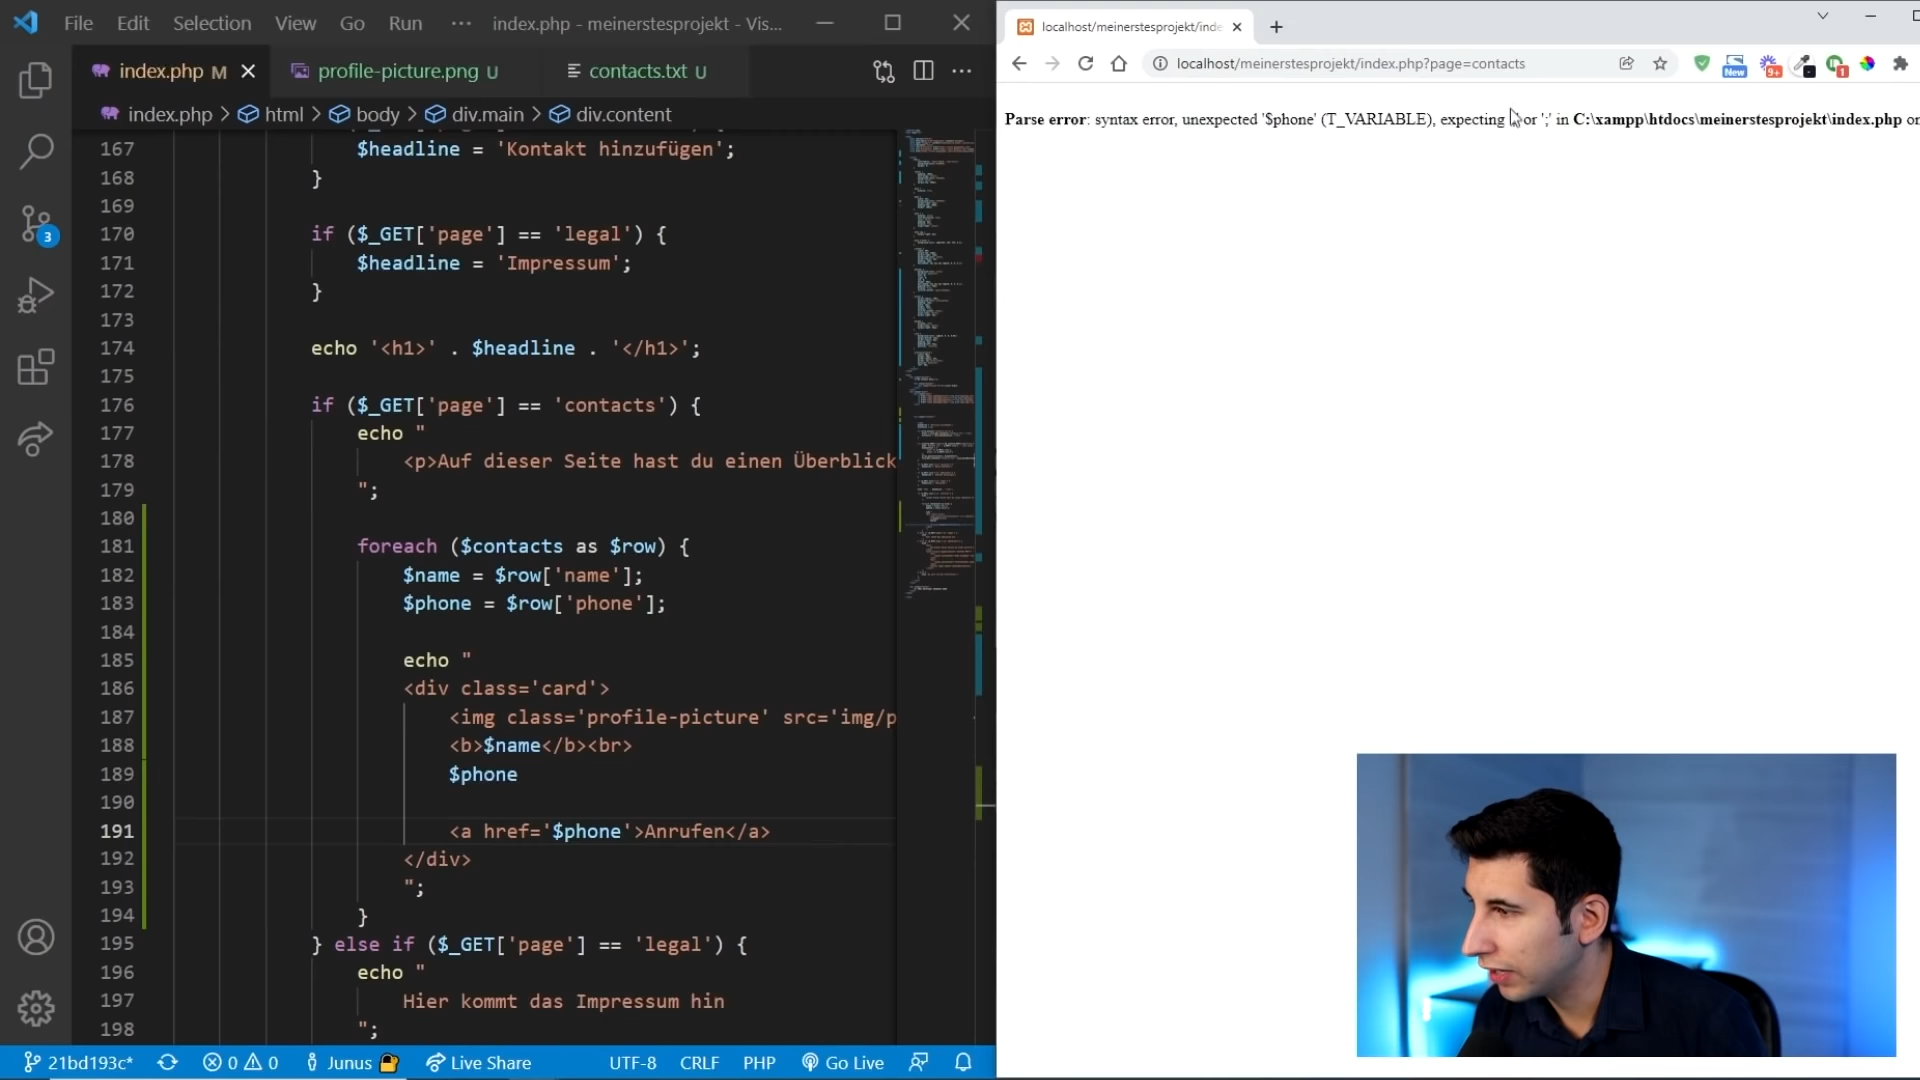 File Edit Selection View Go Run ··· index.php - meinerstesprojekt - Vis...
index.php M profile-picture.png U contacts.txt U
index.php > html > body > div.main > div.content
167 $headline = 'Kontakt hinzufügen';
168 }
169
170 if ($_GET['page'] == 'legal') {
171 $headline = 'Impressum';
172 }
173
174 echo '<h1>' . $headline . '</h1>';
175
176 if ($_GET['page'] == 'contacts') {
177 echo "
178 <p>Auf dieser Seite hast du einen Überblick
179 ";
180
181 foreach ($contacts as $row) {
182 $name = $row['name'];
183 $phone = $row['phone'];
184
185 echo "
186 <div class='card'>
187 <img class='profile-picture' src='img/p
188 <b>$name</b><br>
189 $phone
190
191 <a href='$phone'>Anrufen</a>
192 </div>
193 ";
194 }
195 } else if ($_GET['page'] == 'legal') {
196 echo "
197 Hier kommt das Impressum hin
198 ";
3
21bd193c* 0 0 Junus Live Share UTF-8 CRLF PHP Go Live
localhost/meinerstesprojekt/inde
localhost/meinerstesprojekt/index.php?page=contacts
New 9+ 1
Parse error: syntax error, unexpected '$phone' (T_VARIABLE), expecting or ';' in C:\xampp\htdocs\meinerstesprojekt\index.php on